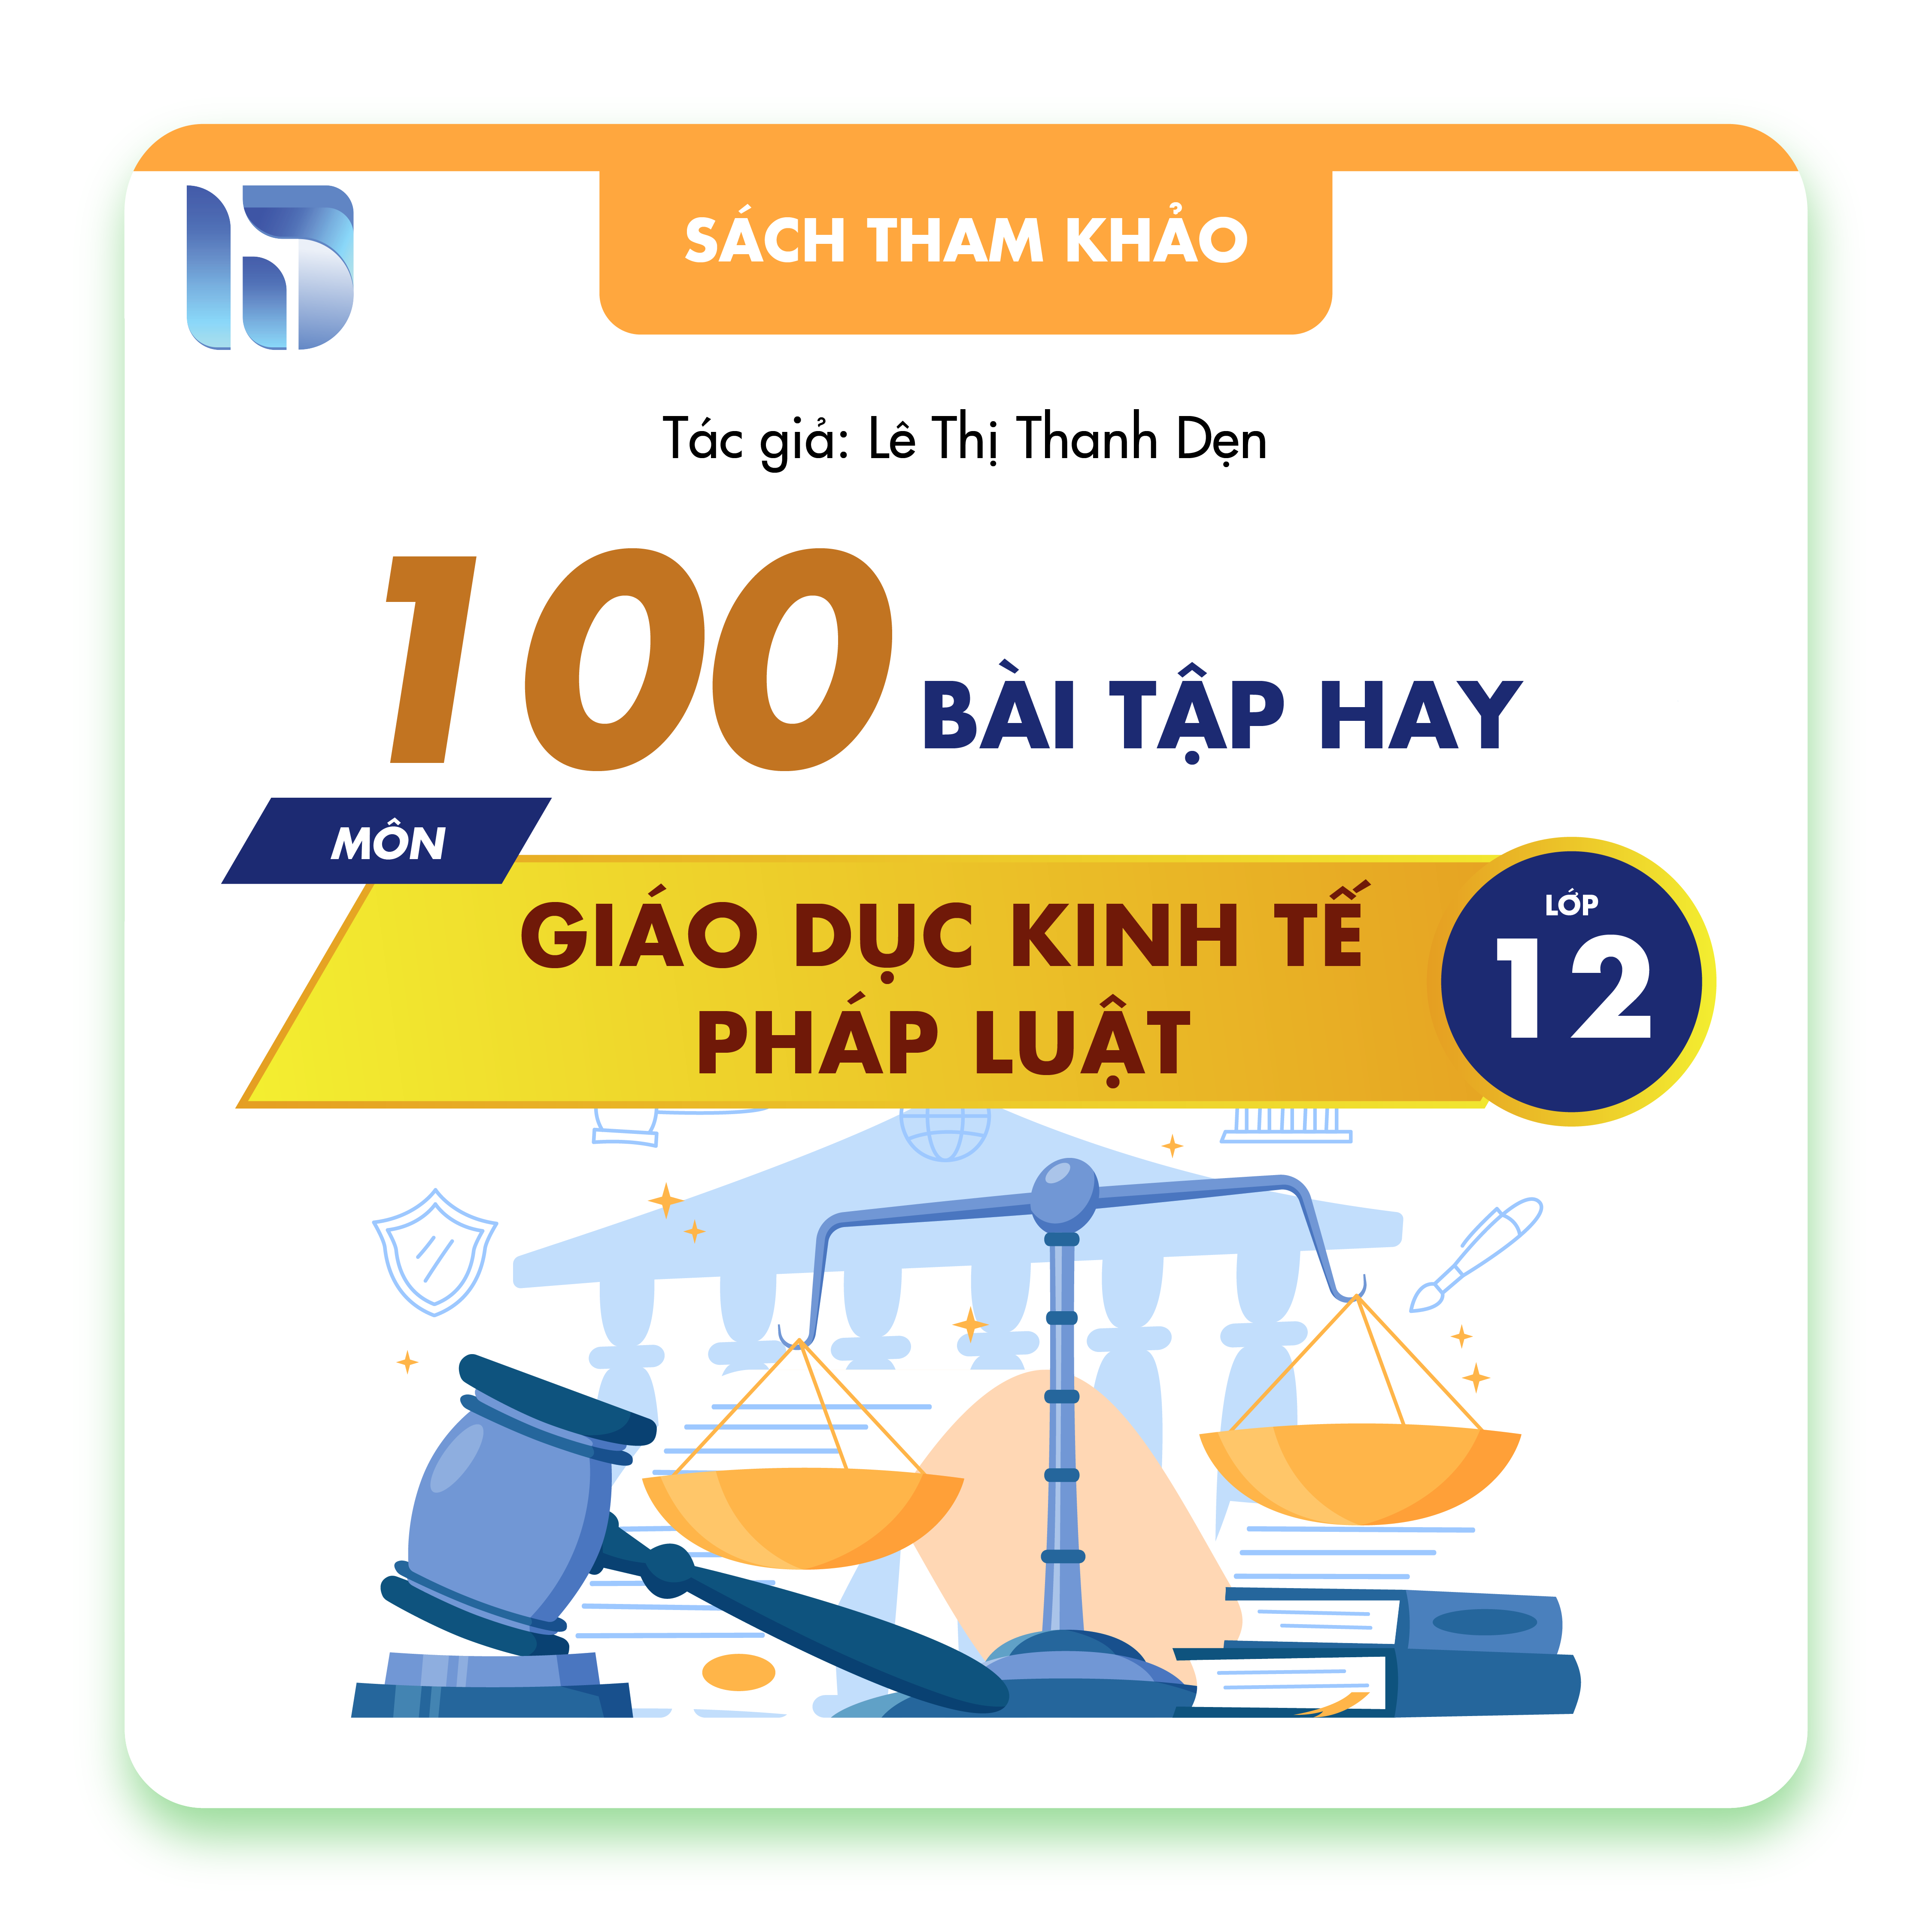 SÁCH THAM KHẢO
Tác giả: Lê Thị Thanh Dẹn
100 BÀI TẬP HAY
MÔN
GIÁO DỤC KINH TẾ
PHÁP LUẬT
LỚP
12